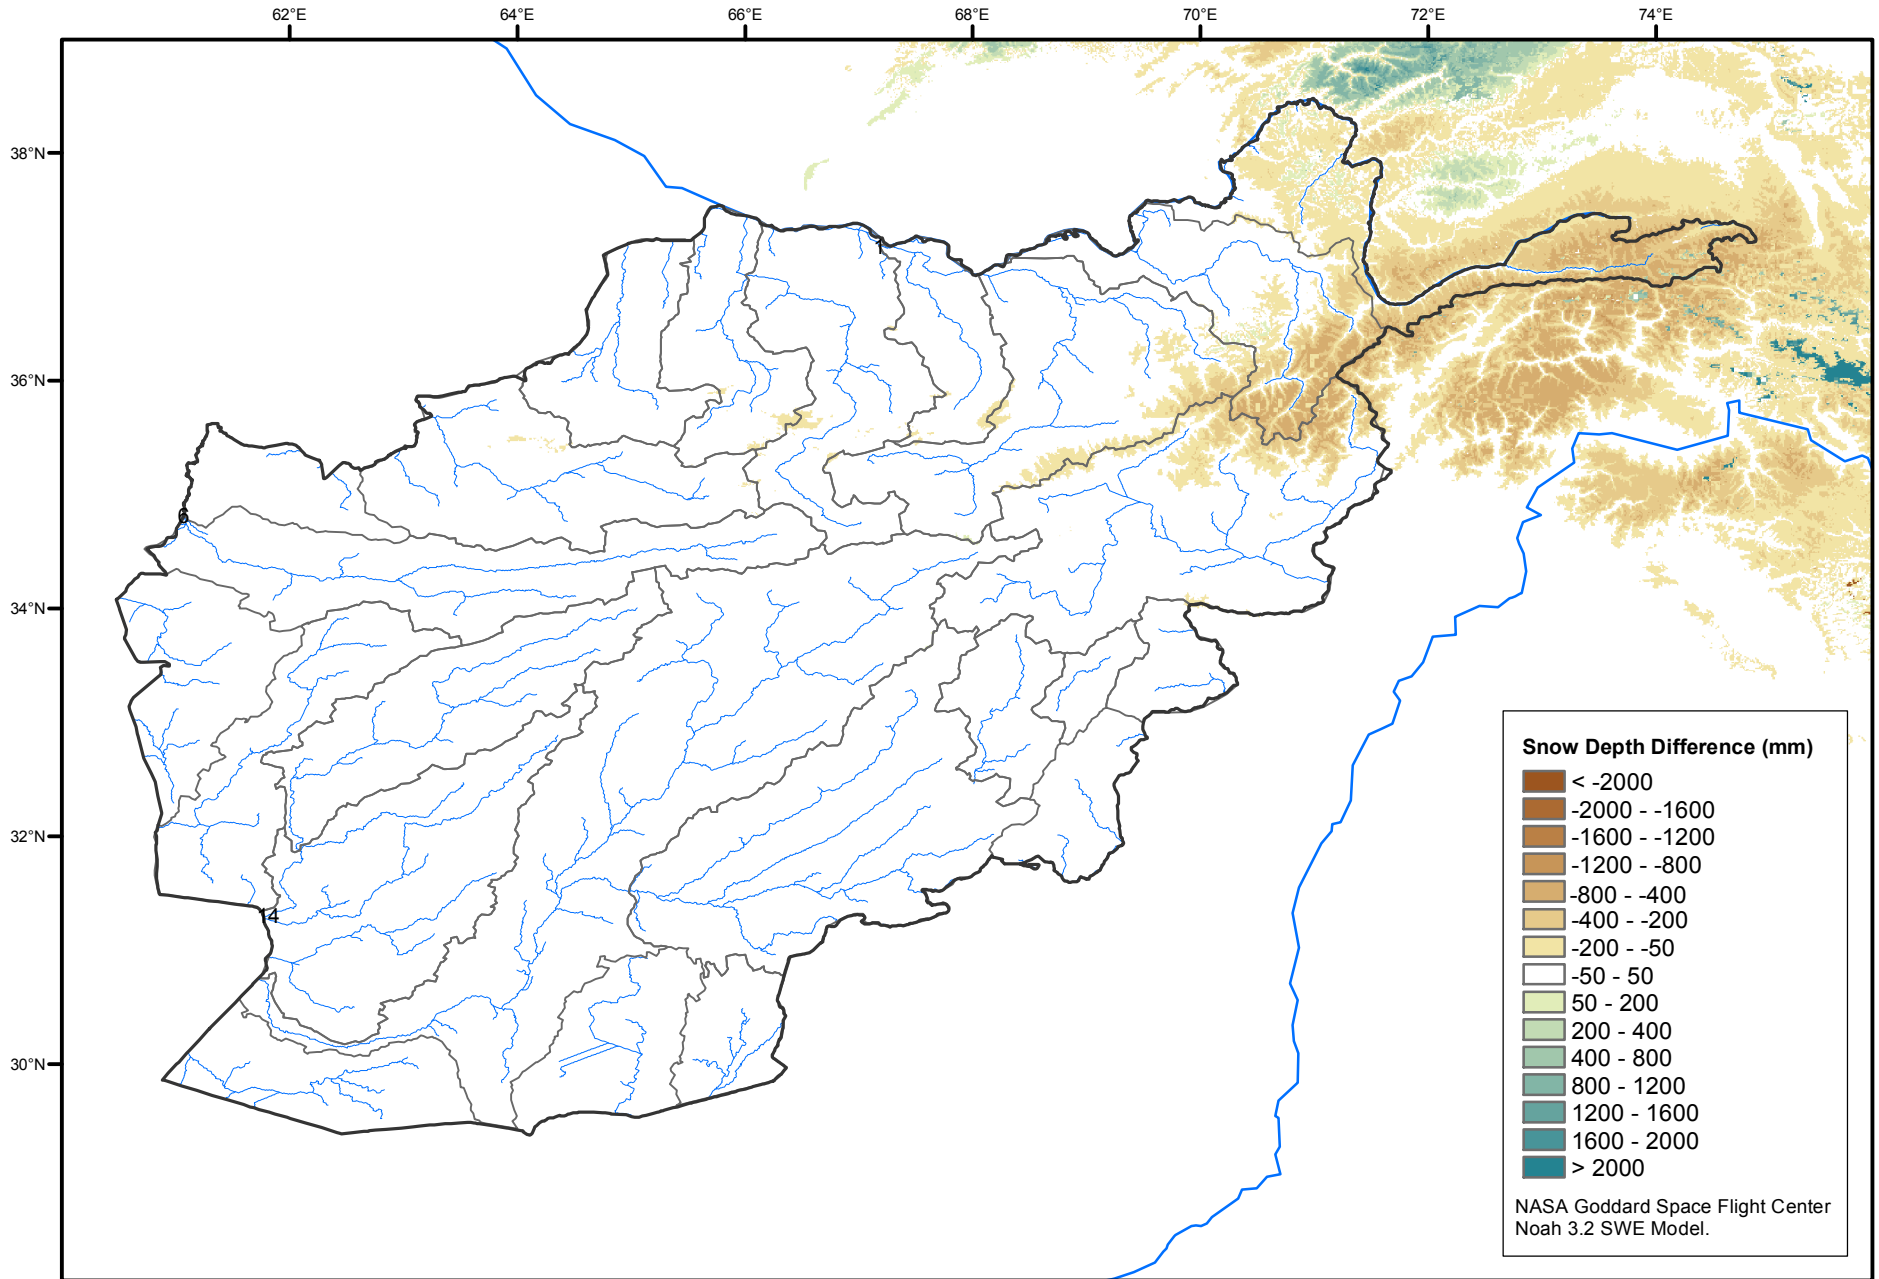 62°E
64°E
66°E
68°E
70°E
72°E
74°E
38°N
36°N
34°N
32°N
30°N
1
6
14
Snow Depth Difference (mm)
< -2000
-2000 - -1600
-1600 - -1200
-1200 - -800
-800 - -400
-400 - -200
-200 - -50
-50 - 50
50 - 200
200 - 400
400 - 800
800 - 1200
1200 - 1600
1600 - 2000
> 2000
NASA Goddard Space Flight Center
Noah 3.2 SWE Model.